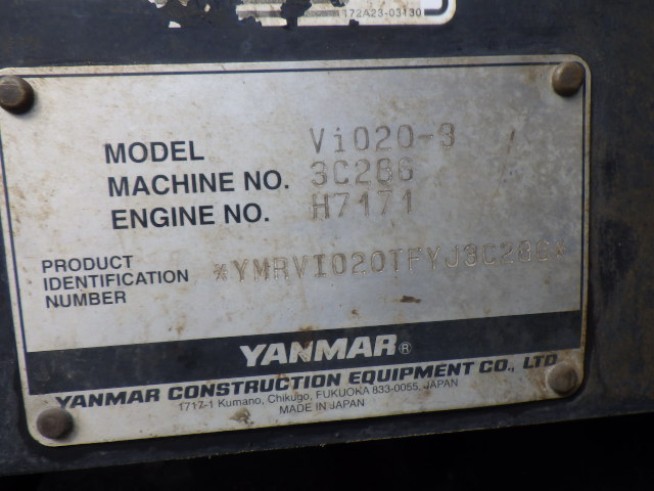 172A23-03130
MODEL Vi020-3
MACHINE NO. 3C286
ENGINE NO. H7171
PRODUCT
IDENTIFICATION
NUMBER
YANMAR®
YANMAR CONSTRUCTION EQUIPMENT CO., LTD
1717-1 Kumano, Chikugo, FUKUOKA 833-0055, JAPAN
MADE IN JAPAN